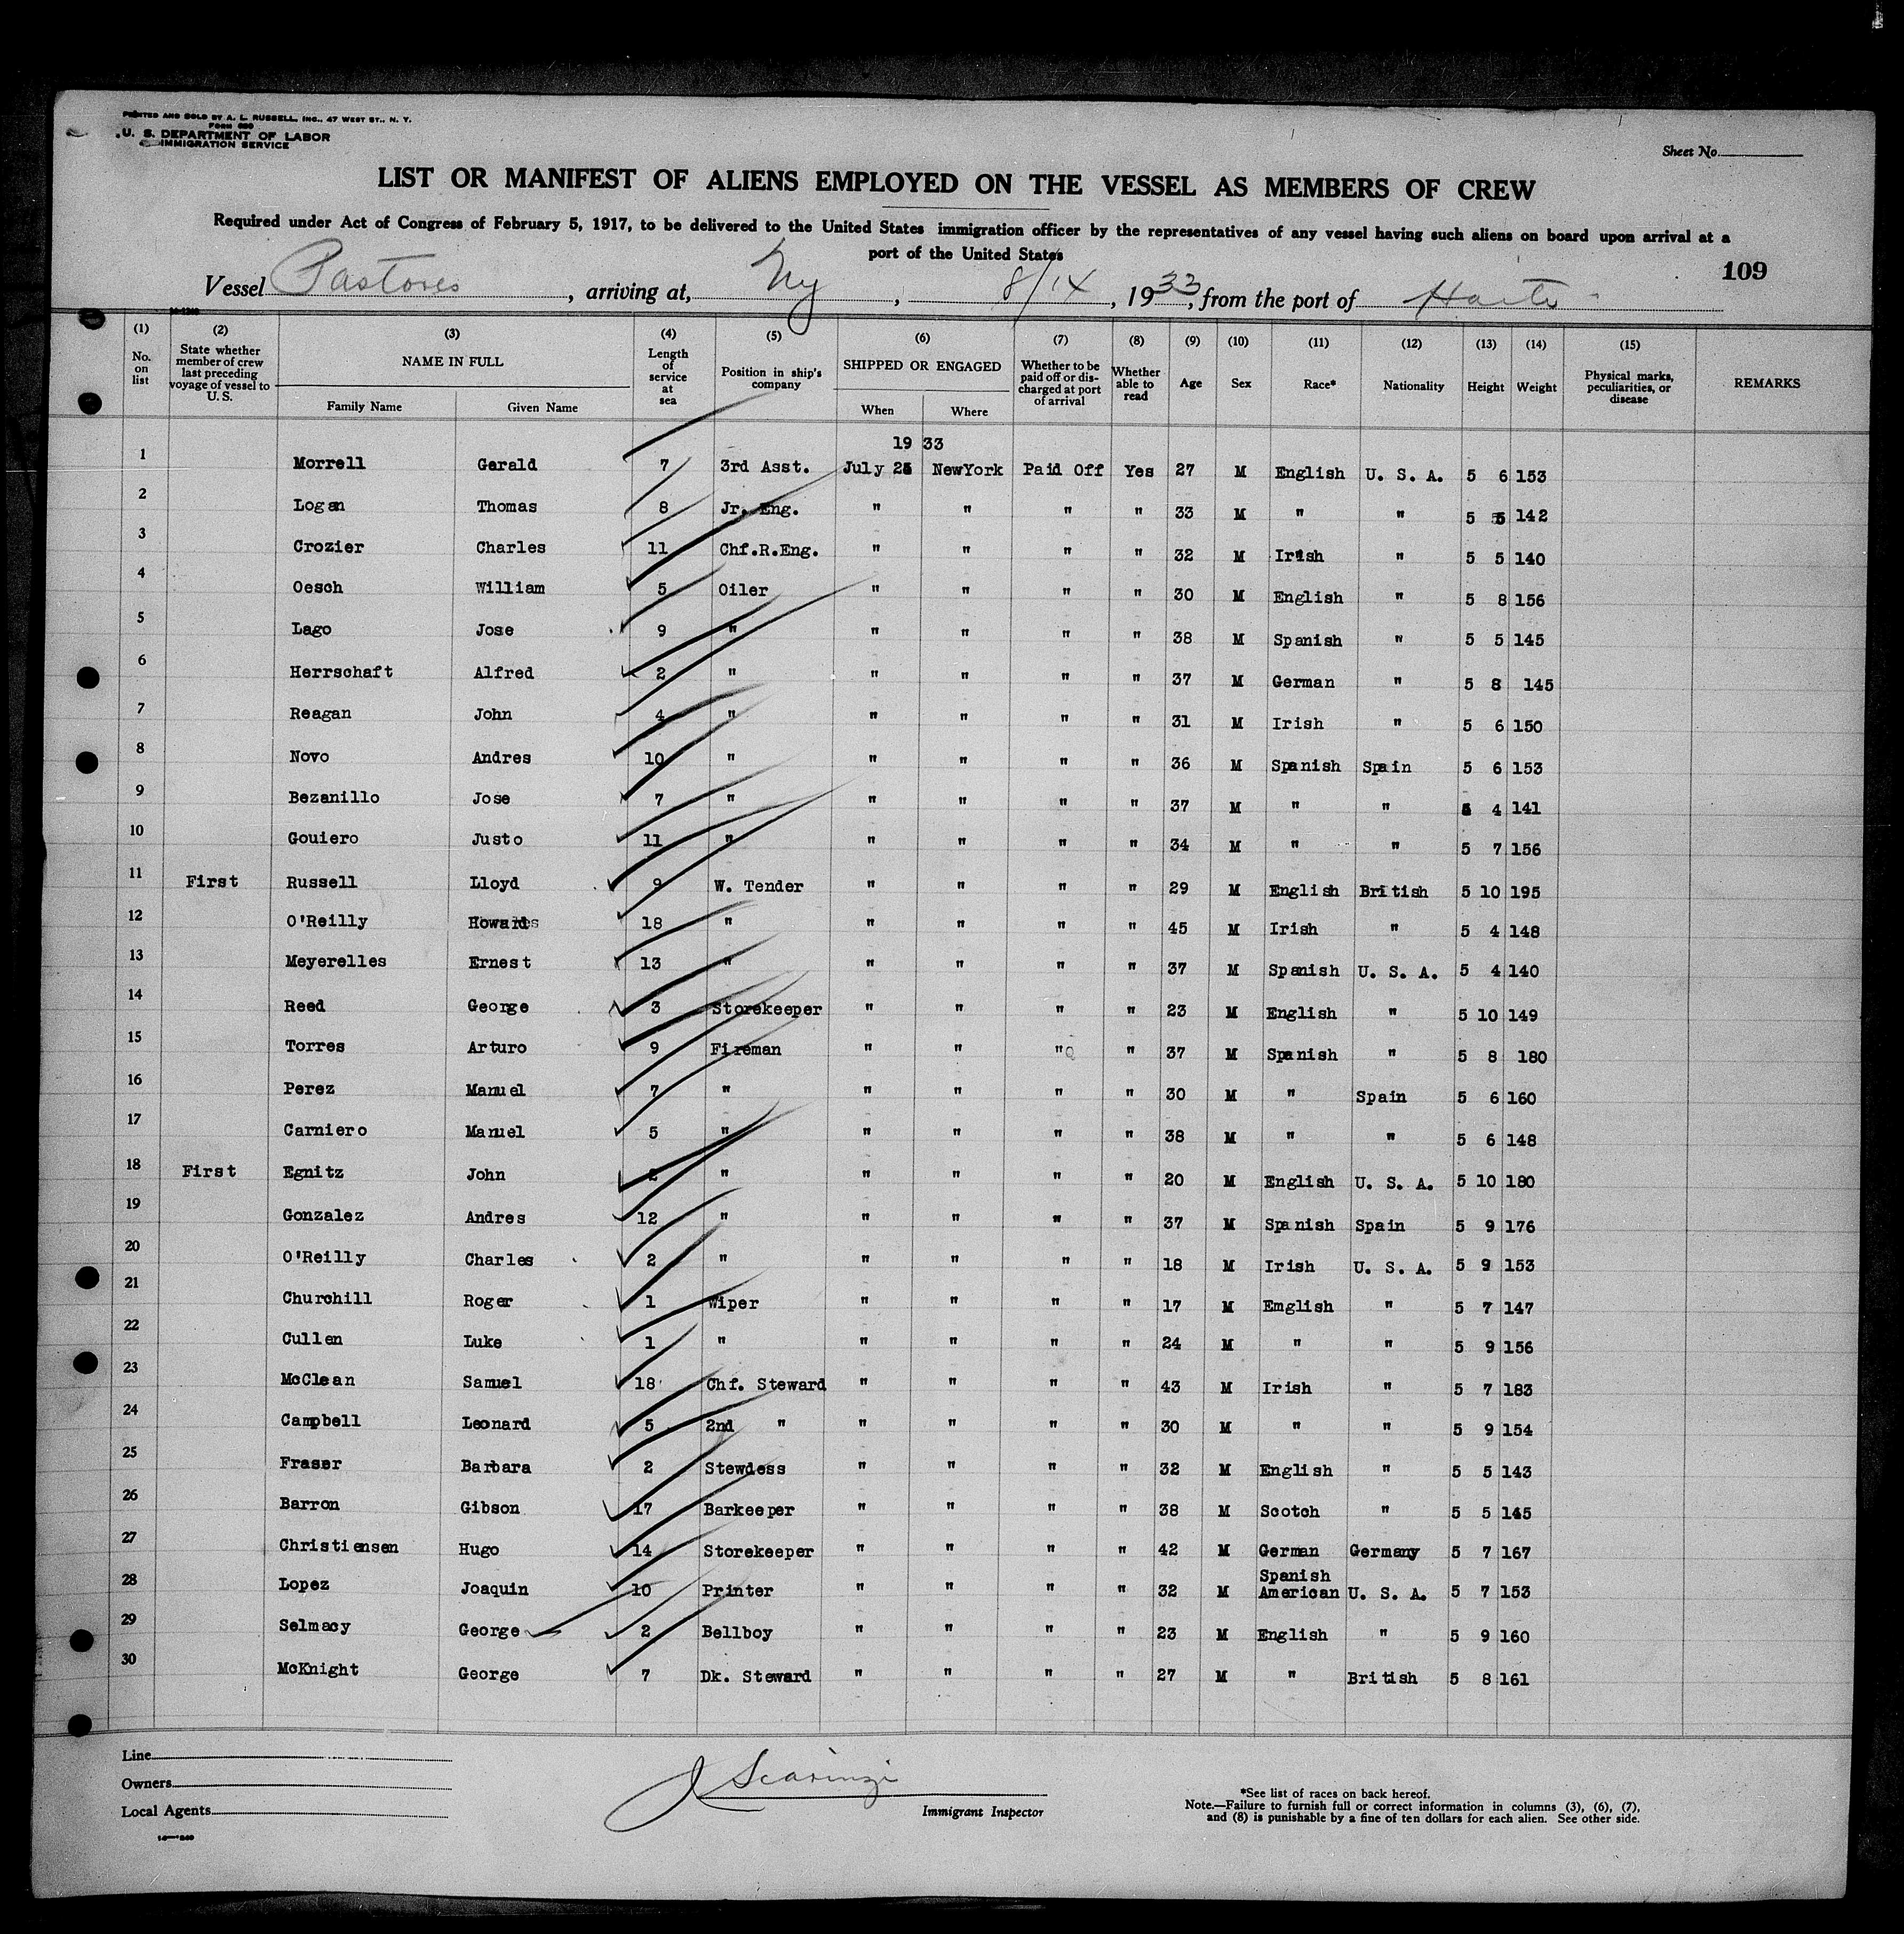 PRINTED AND SOLD BY A. L. RUSSELL, INC., 47 WEST ST., N. Y.
FORM 680
U. S. DEPARTMENT OF LABOR
IMMIGRATION SERVICE
Sheet No.
LIST OR MANIFEST OF ALIENS EMPLOYED ON THE VESSEL AS MEMBERS OF CREW
Required under Act of Congress of February 5, 1917, to be delivered to the United States immigration officer by the representatives of any vessel having such aliens on board upon arrival at a
port of the United States
109
Vessel Pastores, arriving at, Ny, 8/14, 1933, from the port of Haiti
(1) (2) (3) (4) (5) (6) (7) (8) (9) (10) (11) (12) (13) (14) (15)
No. on list | State whether member of crew last preceding voyage of vessel to U. S. | NAME IN FULL Family Name Given Name | Length of service at sea | Position in ship's company | SHIPPED OR ENGAGED When Where | Whether to be paid off or discharged at port of arrival | Whether able to read | Age | Sex | Race* | Nationality | Height | Weight | Physical marks, peculiarities, or disease | REMARKS
19 33
1 Morrell Gerald 7 3rd Asst. July 25 NewYork Paid Off Yes 27 M English U. S. A. 5 6 153
2 Logan Thomas 8 Jr. Eng. " " " " 33 M " " 5 5 142
3 Crozier Charles 11 Chf.R.Eng. " " " " 32 M Irish " 5 5 140
4 Oesch William 5 Oiler " " " " 30 M English " 5 8 156
5 Lago Jose 9 " " " " " 38 M Spanish " 5 5 145
6 Herrschaft Alfred 2 " " " " " 37 M German " 5 8 145
7 Reagan John 4 " " " " " 31 M Irish " 5 6 150
8 Novo Andres 10 " " " " " 36 M Spanish Spain 5 6 153
9 Bezanillo Jose 7 " " " " " 37 M " " 5 4 141
10 Gouiero Justo 11 " " " " " 34 M " " 5 7 156
11 First Russell Lloyd 9 W. Tender " " " " 29 M English British 5 10 195
12 O'Reilly 18 " " " " " 45 M Irish " 5 4 148
13 Meyerelles Ernest 13 " " " " " 37 M Spanish U. S. A. 5 4 140
14 Reed George 3 Storekeeper " " " " 23 M English " 5 10 149
15 Torres Arturo 9 Fireman " " " " 37 M Spanish " 5 8 180
16 Perez Manuel 7 " " " " " 30 M " Spain 5 6 160
17 Carniero Manuel 5 " " " " " 38 M " " 5 6 148
18 First Egnitz John 2 " " " " " 20 M English U. S. A. 5 10 180
19 Gonzalez Andres 12 " " " " " 37 M Spanish Spain 5 9 176
20 O'Reilly Charles 2 " " " " " 18 M Irish U. S. A. 5 9 153
21 Churchill Roger 1 Wiper " " " " 17 M Emglish " 5 7 147
22 Cullen Luke 1 " " " " " 24 M " " 5 9 156
23 McClean Samuel 18 Chf. Steward " " " " 43 M Irish " 5 7 183
24 Campbell Leonard 5 2nd " " " " " 30 M " " 5 9 154
25 Fraser Barbara 2 Stewdess " " " " 32 M English " 5 5 143
26 Barron Gibson 17 Barkeeper " " " " 38 M Scotch " 5 5 145
27 Christiensen Hugo 14 Storekeeper " " " " 42 M German Germany 5 7 167
28 Lopez Joaquin 10 Printer " " " " 32 M Spanish American U. S. A. 5 7 153
29 Selmacy George 2 Bellboy " " " " 23 M English " 5 9 160
30 McKnight George 7 Dk. Steward " " " " 27 M " British 5 8 161
Line
Owners
Local Agents
J Scarinzi
Immigrant Inspector
*See list of races on back hereof.
Note.—Failure to furnish full or correct information in columns (3), (6), (7),
and (8) is punishable by a fine of ten dollars for each alien. See other side.